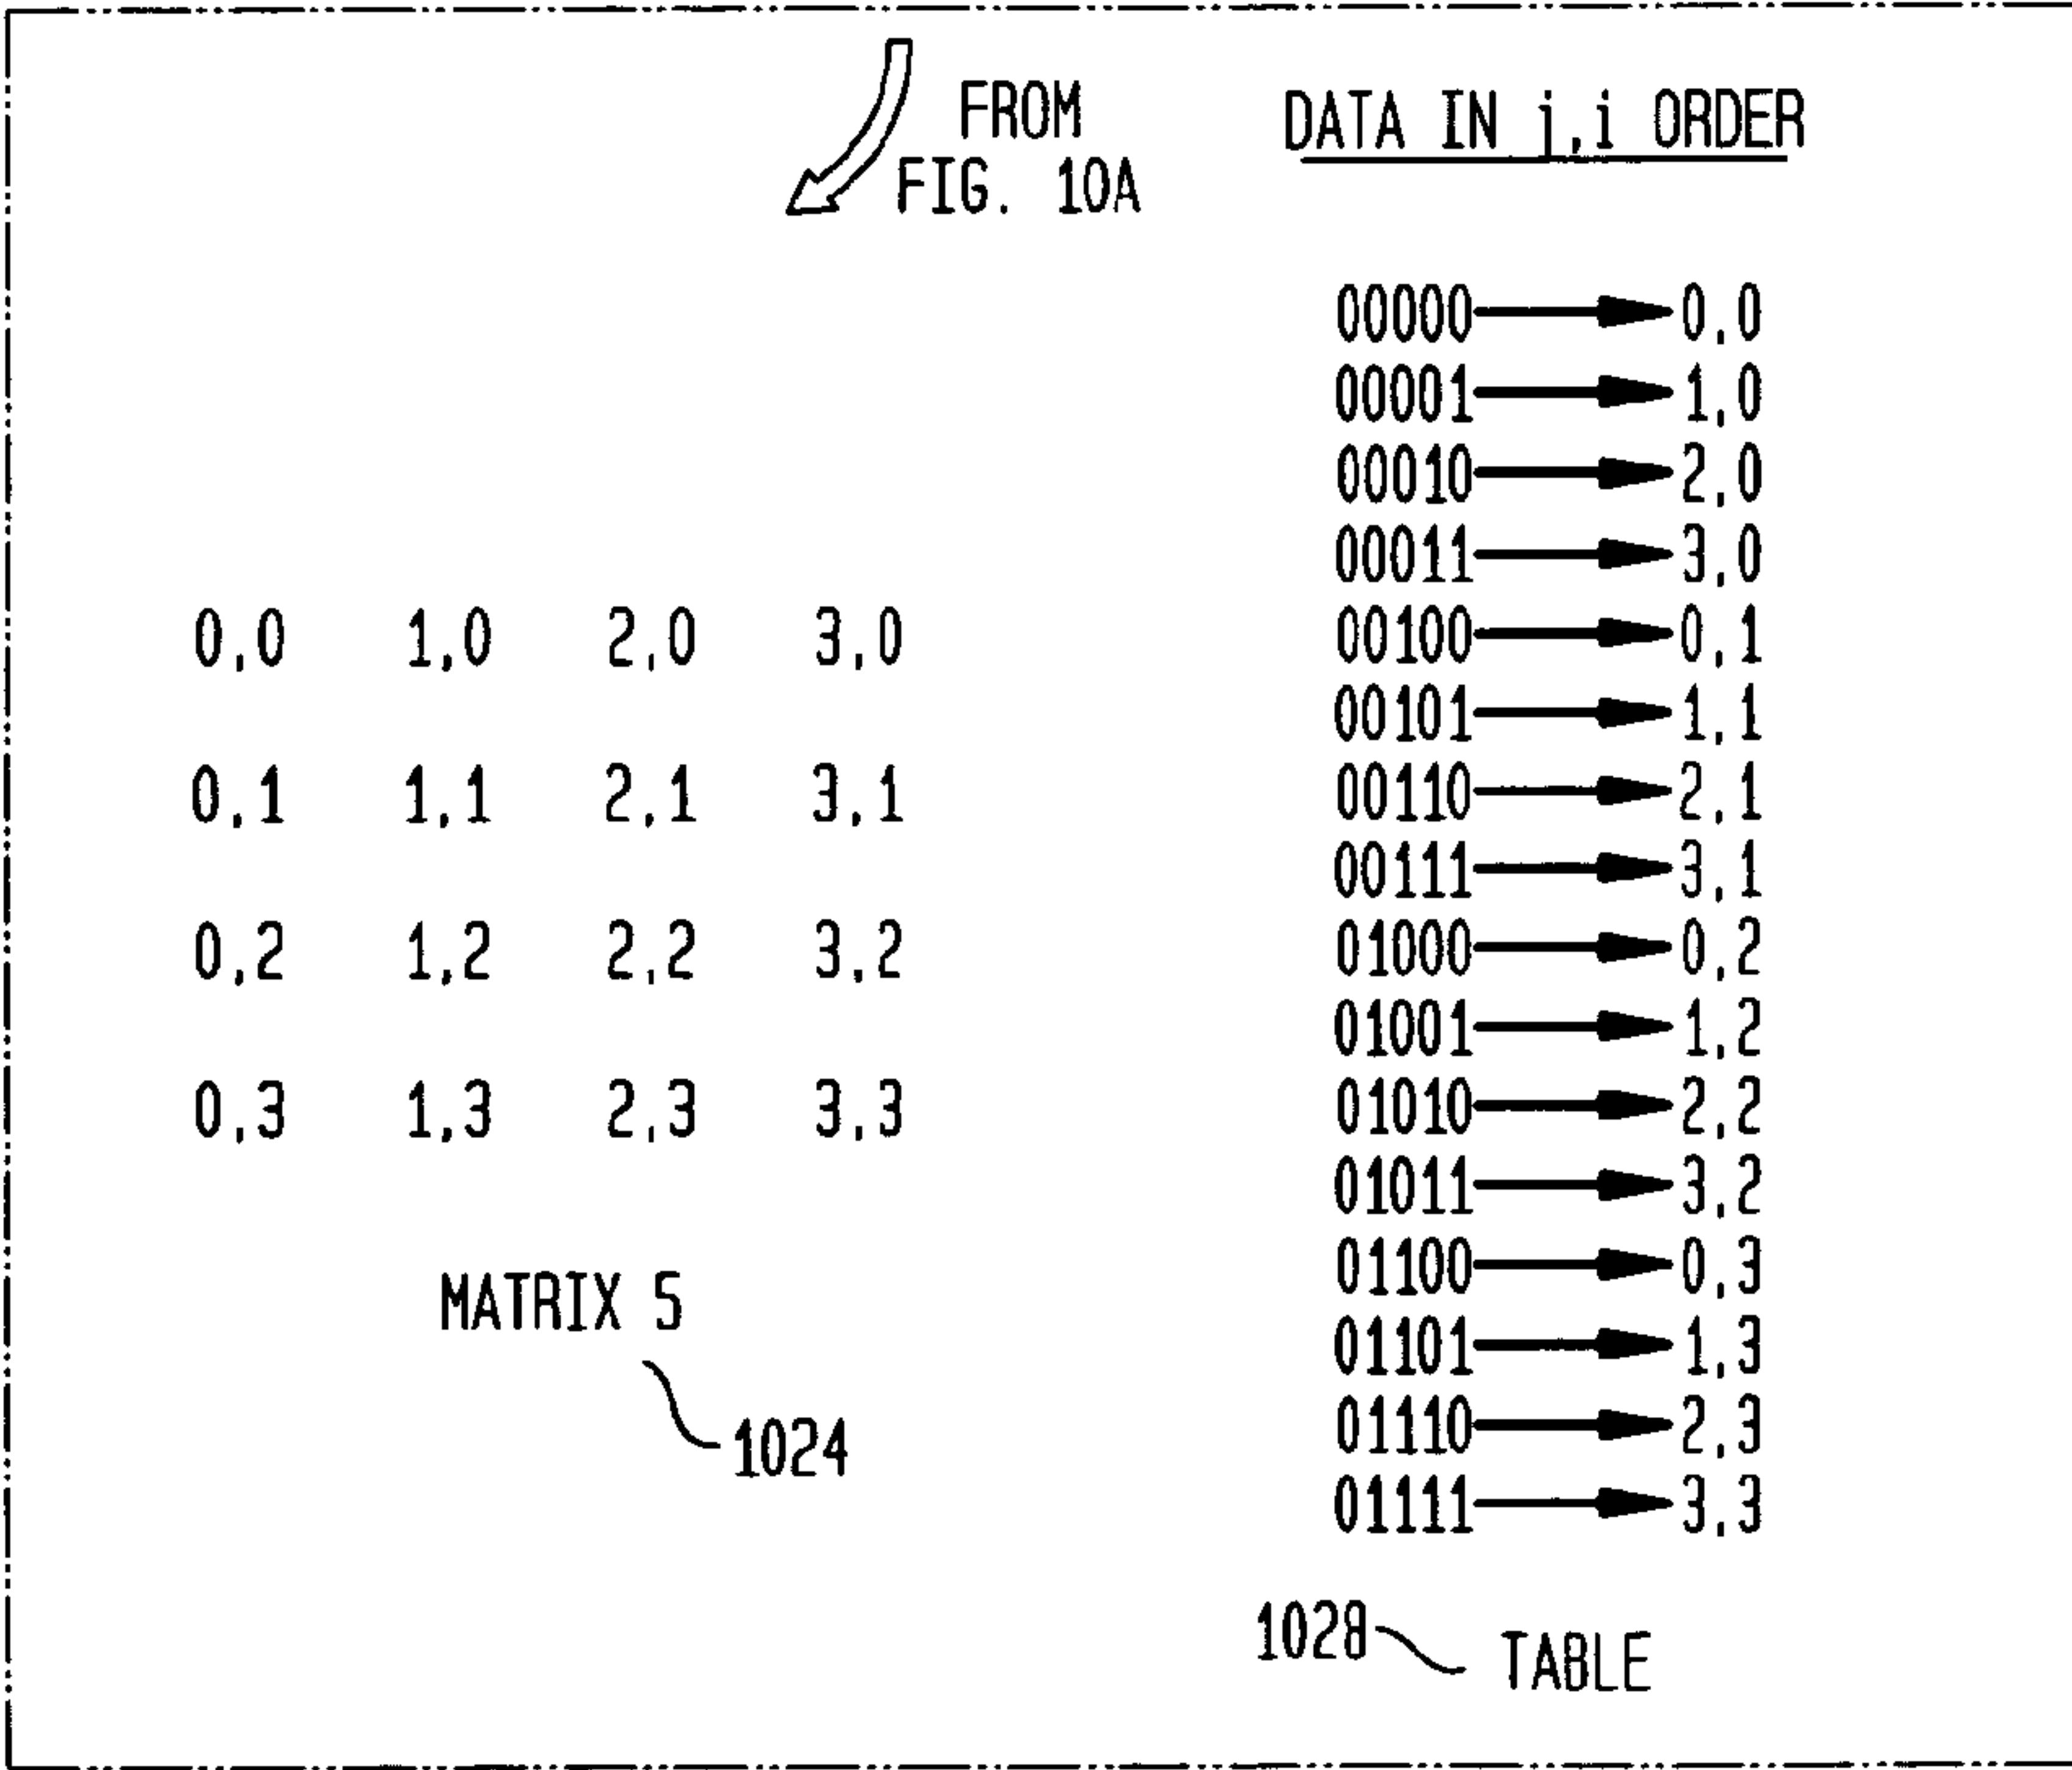 FROM
FIG. 10A
DATA IN j,i ORDER
00000 0,0
00001 1,0
00010 2,0
00011 3,0
00100 0,1
00101 1,1
00110 2,1
00111 3,1
01000 0,2
01001 1,2
01010 2,2
01011 3,2
01100 0,3
01101 1,3
01110 2,3
01111 3,3
1028 TABLE
0,0 1,0 2,0 3,0
0,1 1,1 2,1 3,1
0,2 1,2 2,2 3,2
0,3 1,3 2,3 3,3
MATRIX 5
1024